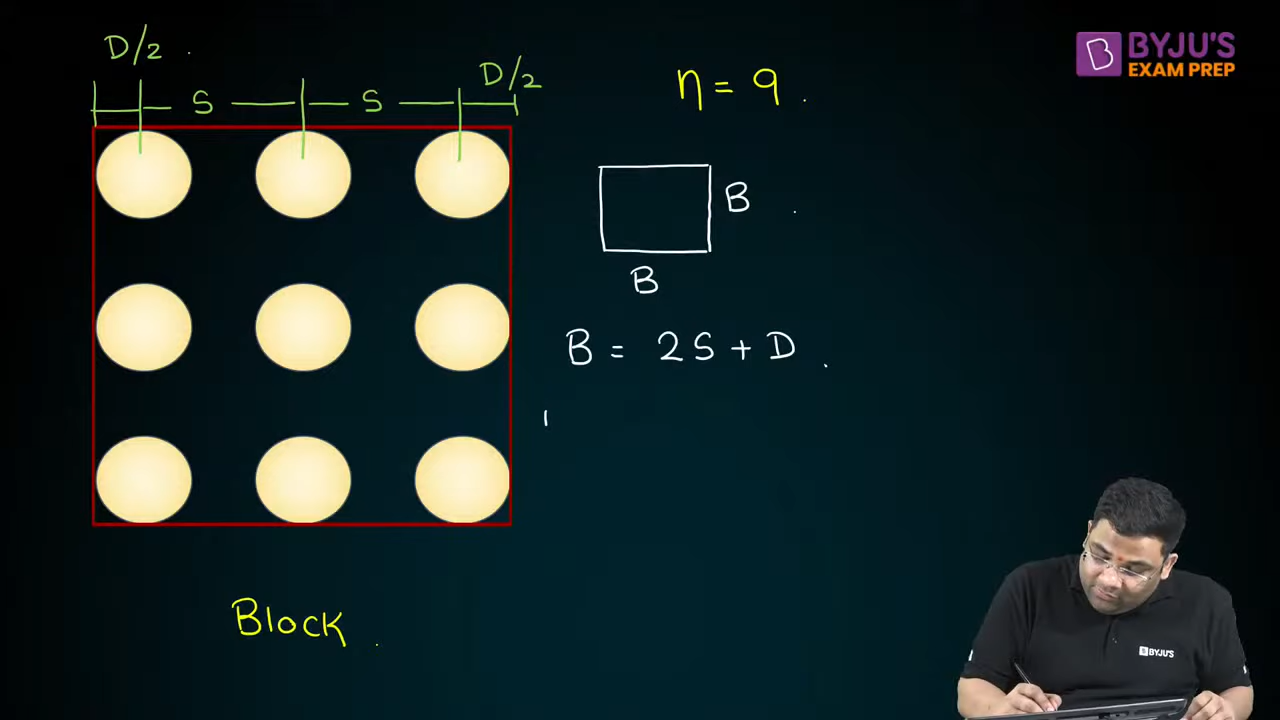 D/2
S
S
D/2
n = 9
BYJU'S
EXAM PREP
B
B
B = 2S + D
Block
BYJU'S